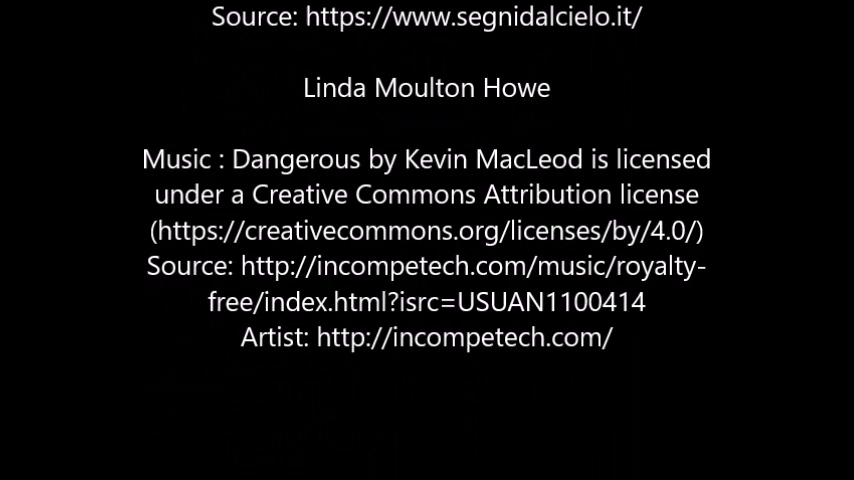 Source: https://www.segnidalcielo.it/
Linda Moulton Howe
Music : Dangerous by Kevin MacLeod is licensed
under a Creative Commons Attribution license
(https://creativecommons.org/licenses/by/4.0/)
Source: http://incompetech.com/music/royalty-
free/index.html?isrc=USUAN1100414
Artist: http://incompetech.com/